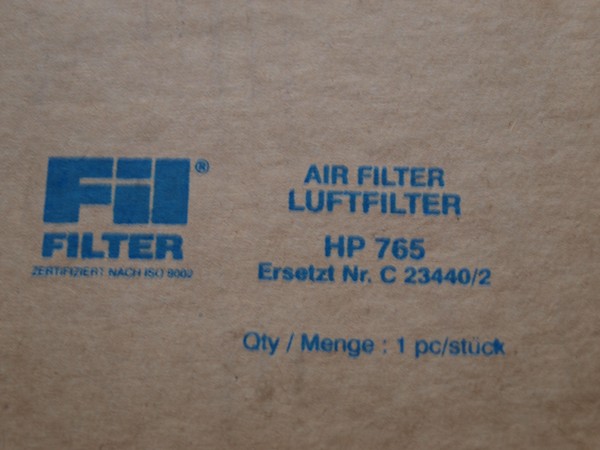 Fil®
FILTER
ZERTIFIZIERT NACH ISO 9002
AIR FILTER
LUFTFILTER
HP 765
Ersetzt Nr. C 23440/2
Qty / Menge : 1 pc/stück